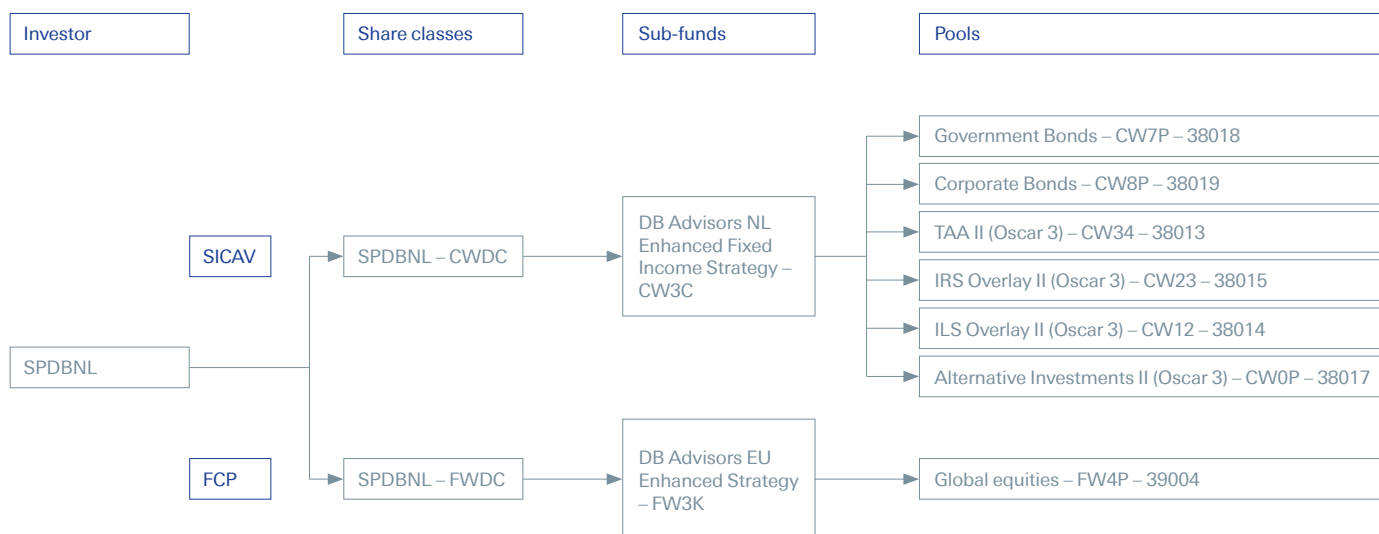 Investor
Share classes
Sub-funds
Pools
Government Bonds – CW7P – 38018
Corporate Bonds – CW8P – 38019
DB Advisors NL
Enhanced Fixed
Income Strategy –
CW3C
TAA II (Oscar 3) – CW34 – 38013
SICAV
SPDBNL – CWDC
IRS Overlay II (Oscar 3) – CW23 – 38015
ILS Overlay II (Oscar 3) – CW12 – 38014
SPDBNL
Alternative Investments II (Oscar 3) – CW0P – 38017
FCP
SPDBNL – FWDC
DB Advisors EU
Enhanced Strategy
– FW3K
Global equities – FW4P – 39004